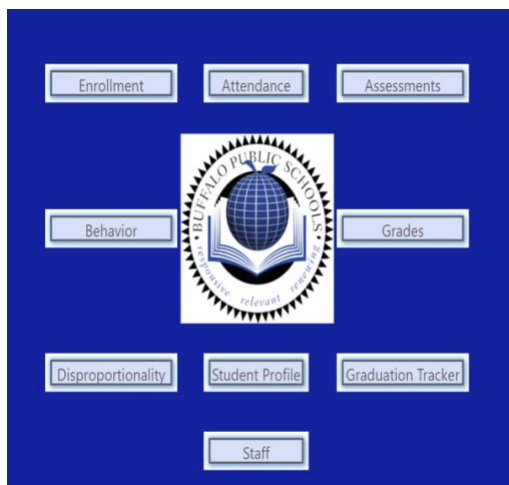 Enrollment
Attendance
Assessments
BUFFALO PUBLIC SCHOOLS
responsive relevant renewing
Behavior
Grades
Disproportionality
Student Profile
Graduation Tracker
Staff